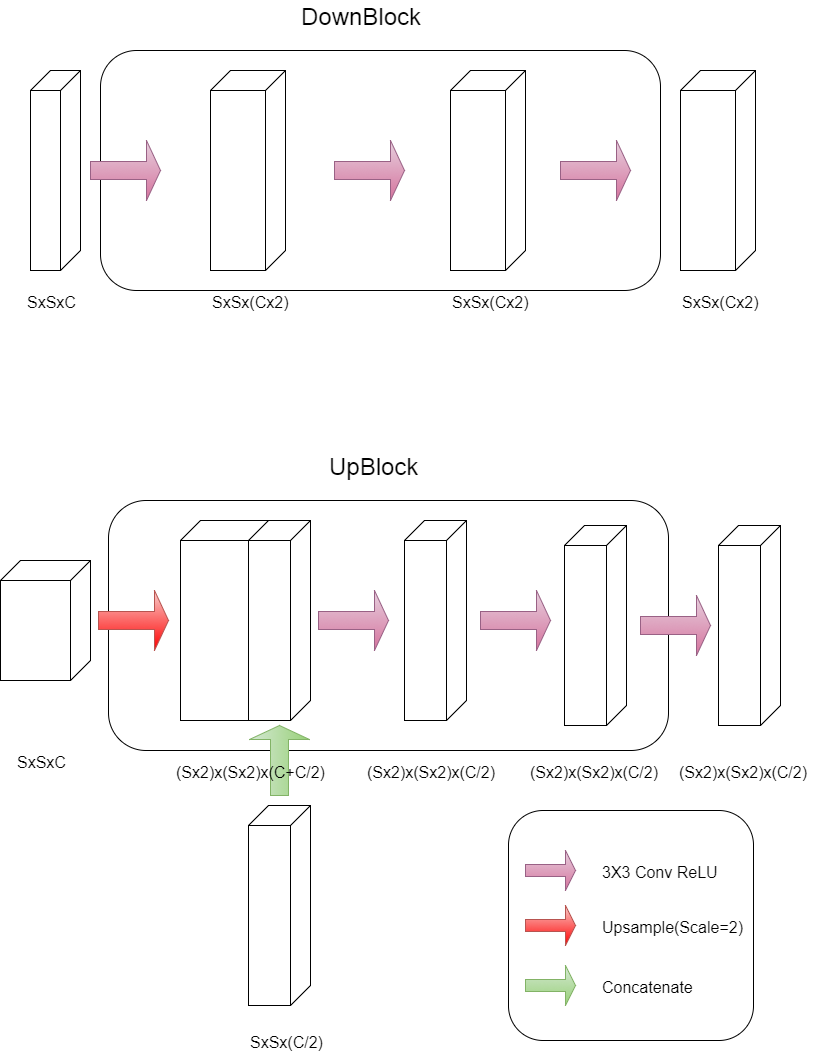 DownBlock
SxSxC
SxSx(Cx2)
SxSx(Cx2)
SxSx(Cx2)
UpBlock
SxSxC
(Sx2)x(Sx2)x(C+C/2)
(Sx2)x(Sx2)x(C/2)
(Sx2)x(Sx2)x(C/2)
(Sx2)x(Sx2)x(C/2)
3X3 Conv ReLU
Upsample(Scale=2)
Concatenate
SxSx(C/2)